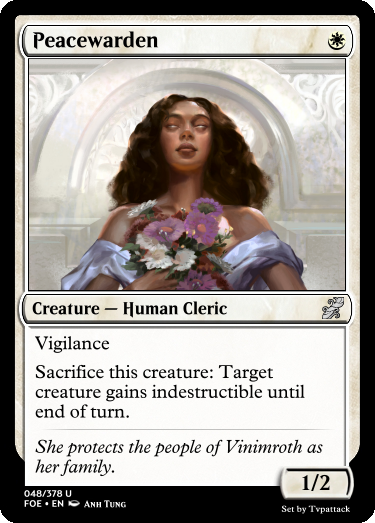 Peacewarden
Creature — Human Cleric
Vigilance
Sacrifice this creature: Target
creature gains indestructible until
end of turn.
She protects the people of Vinimroth as
her family.
1/2
048/378 U
FOE • EN Anh Tung
Set by Tvpattack